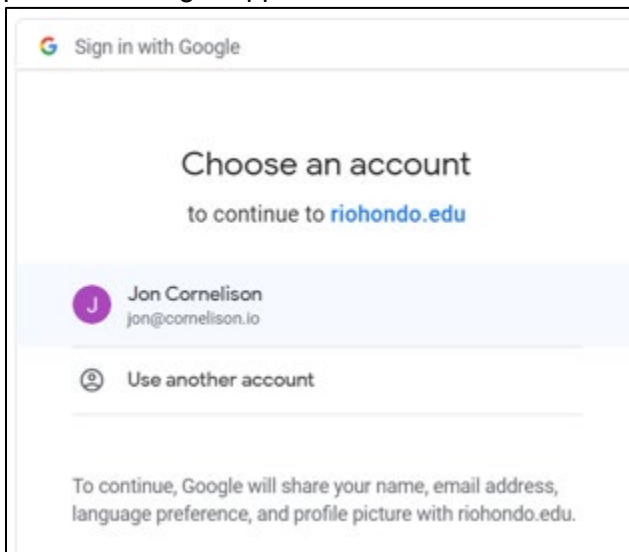 Sign in with Google
Choose an account
to continue to riohondo.edu
J
Jon Cornelison
jon@cornelison.io
Use another account
To continue, Google will share your name, email address,
language preference, and profile picture with riohondo.edu.